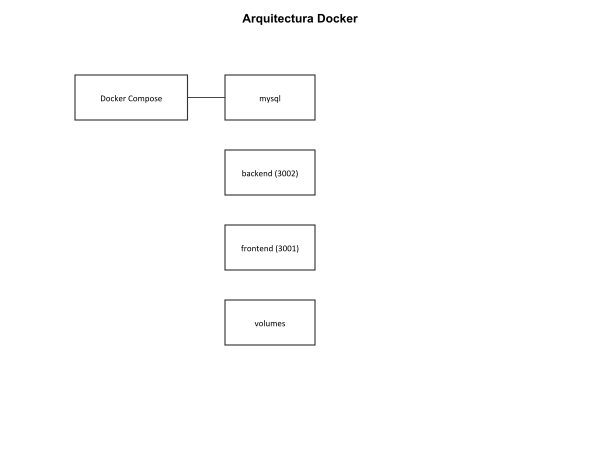 Arquitectura Docker
Docker Compose
mysql
backend (3002)
frontend (3001)
volumes